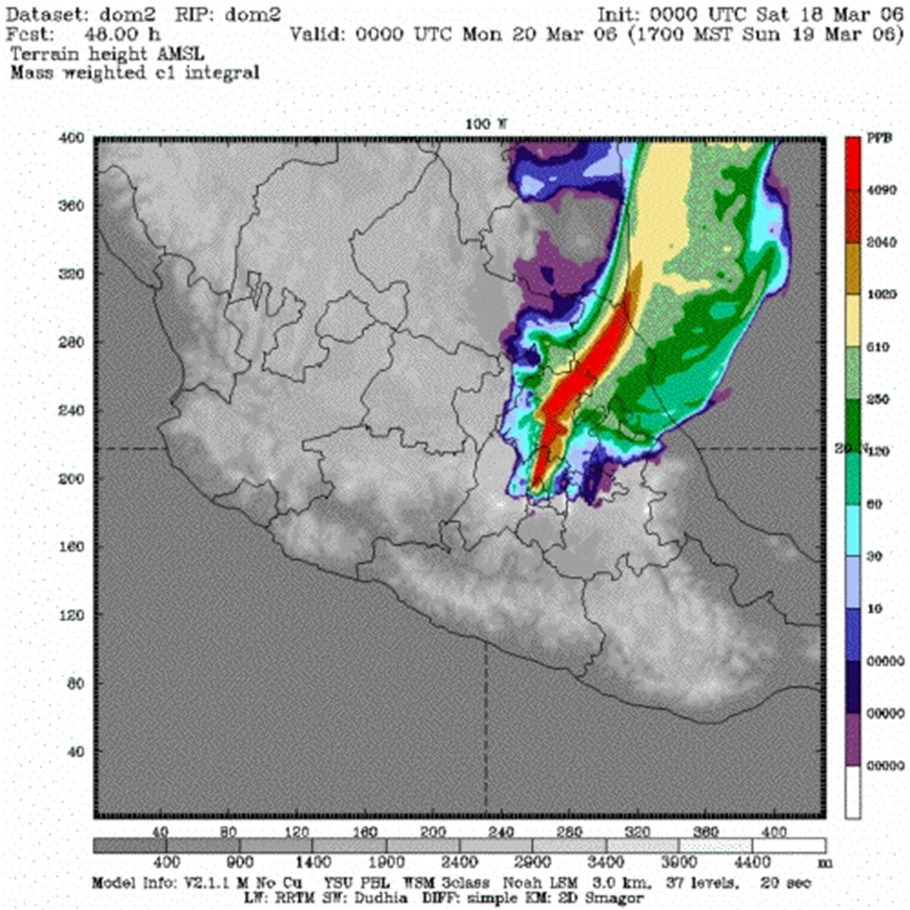 Dataset: dom2 RIP: dom2 Init: 0000 UTC Sat 18 Mar 06
Fcst: 48.00 h Valid: 0000 UTC Mon 20 Mar 06 (1700 MST Sun 19 Mar 06)
Terrain height AMSL
Mass weighted c1 integral
100 W
400 PPB
4090
360
2040
320
1020
280
510
250
240
20 N
120
200
60
160
30
120
10
00000
80
00000
40
00000
40 80 120 160 200 240 280 320 360 400
400 900 1400 1900 2400 2900 3400 3900 4400 m
Model Info: V2.1.1 M No Cu YSU PBL WSM 3class Noah LSM 3.0 km, 37 levels, 20 sec
LW: RRTM SW: Dudhia DIFF: simple KM: 2D Smagor